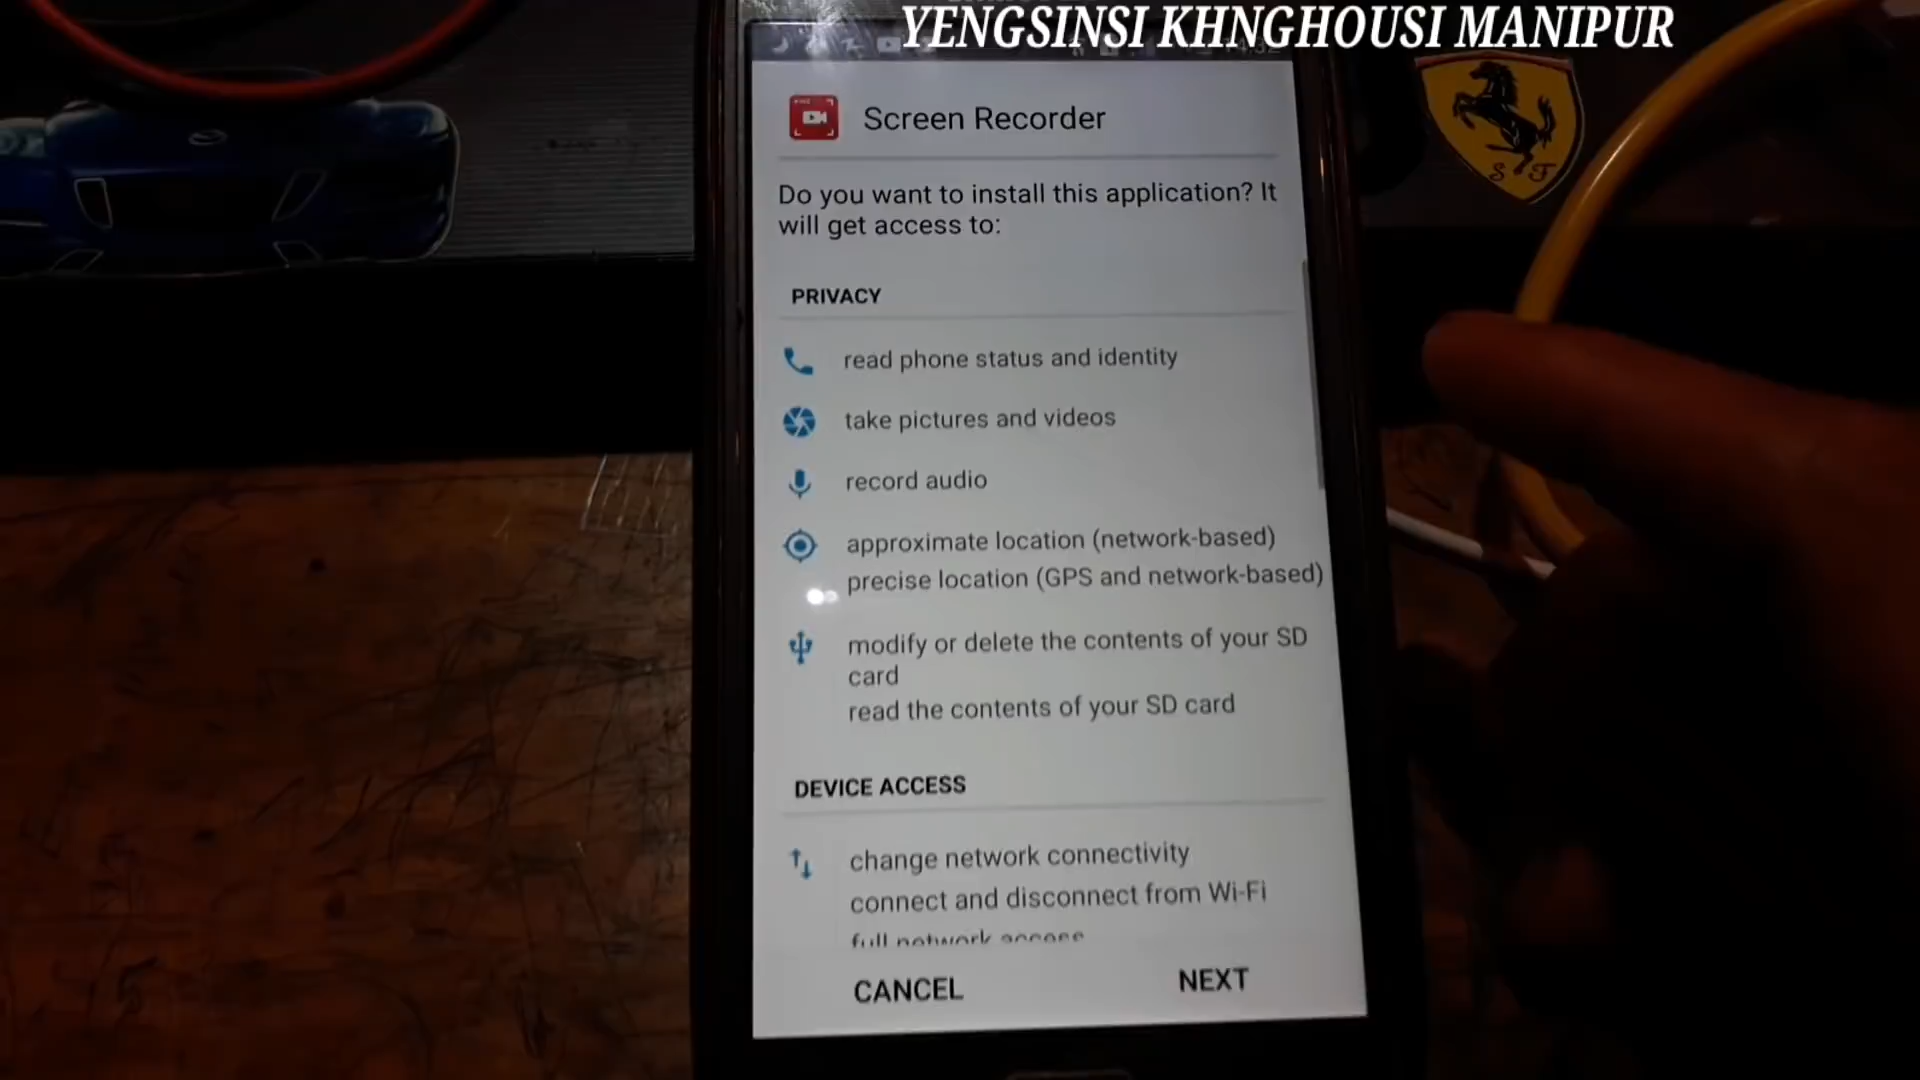 YENGSINSI KHNGHOUSI MANIPUR
Screen Recorder
Do you want to install this application? It
will get access to:
PRIVACY
read phone status and identity
take pictures and videos
record audio
approximate location (network-based)
precise location (GPS and network-based)
modify or delete the contents of your SD
card
read the contents of your SD card
DEVICE ACCESS
change network connectivity
connect and disconnect from Wi-Fi
full network access
CANCEL
NEXT
S F